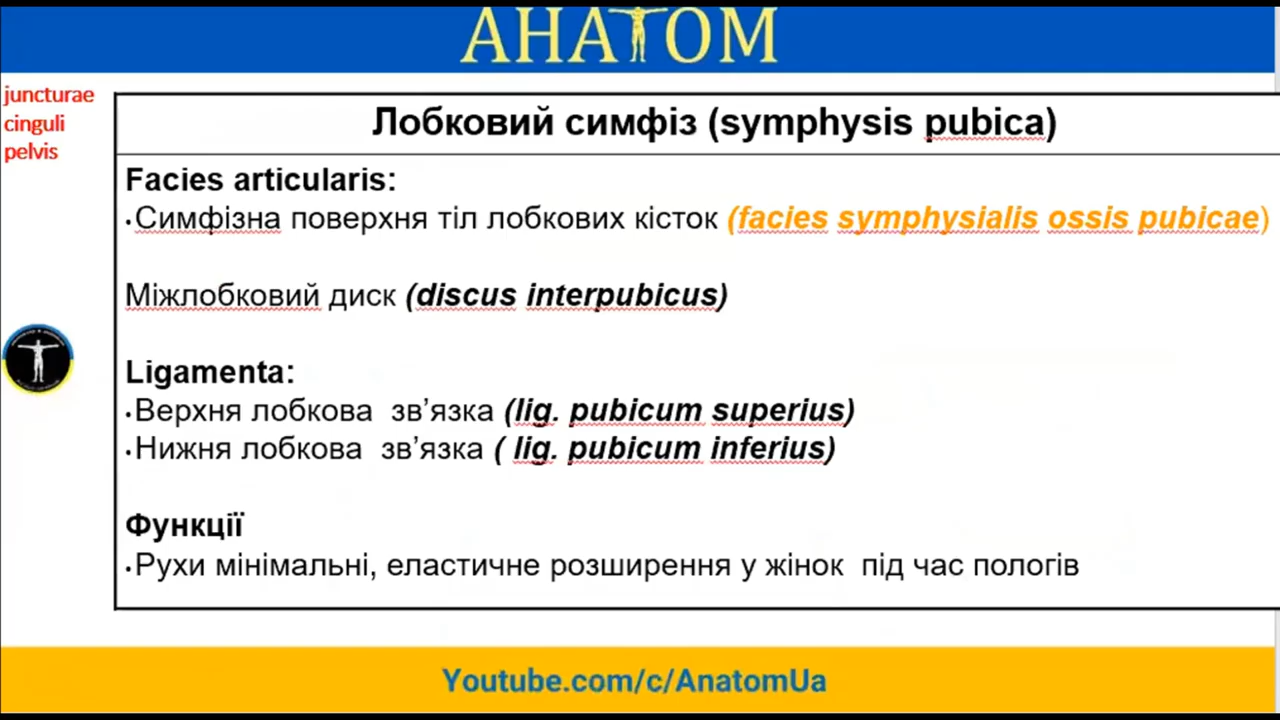 АНАТОМ
juncturae
cinguli
pelvis
Лобковий симфіз (symphysis pubica)
Facies articularis:
•Симфізна поверхня тіл лобкових кісток (facies symphysialis ossis pubicae)
Міжлобковий диск (discus interpubicus)
Ligamenta:
•Верхня лобкова зв’язка (lig. pubicum superius)
•Нижня лобкова зв’язка ( lig. pubicum inferius)
Функції
•Рухи мінімальні, еластичне розширення у жінок під час пологів
Youtube.com/c/AnatomUa